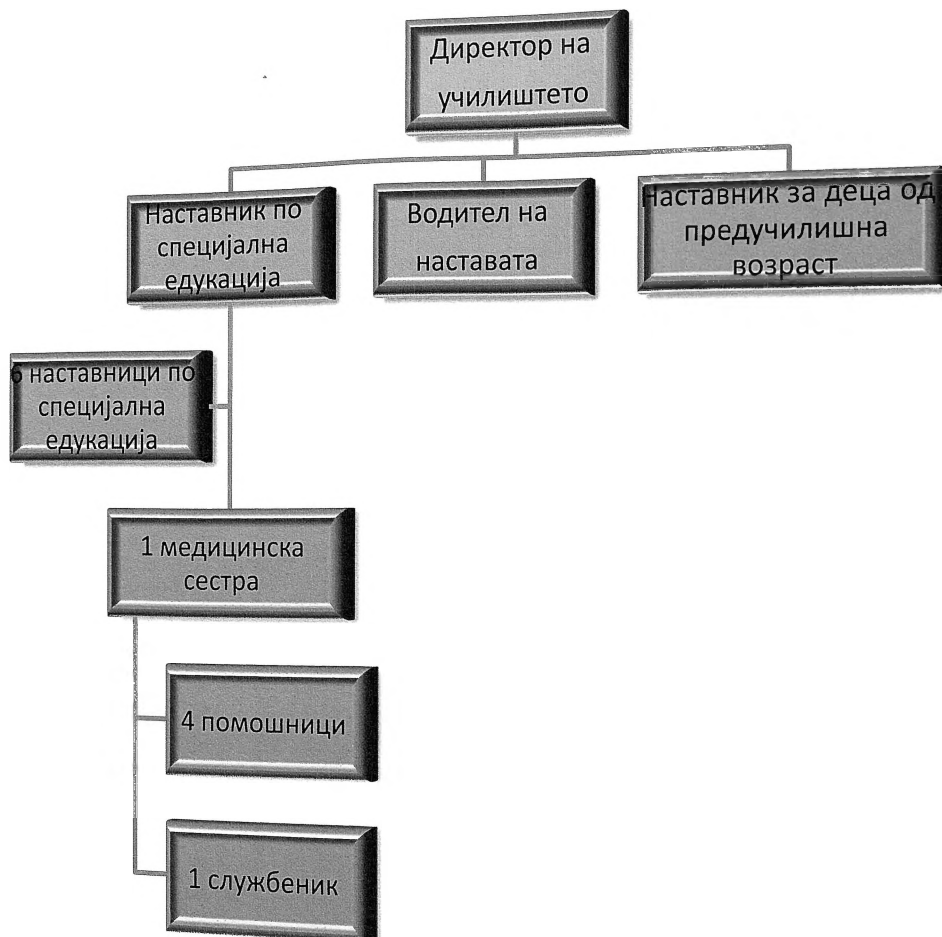 Директор на
училиштето
Наставник по
специјална
едукација
Водител на
наставата
Наставник за деца од
предучилишна
возраст
6 наставници по
специјална
едукација
1 медицинска
сестра
4 помошници
1 службеник